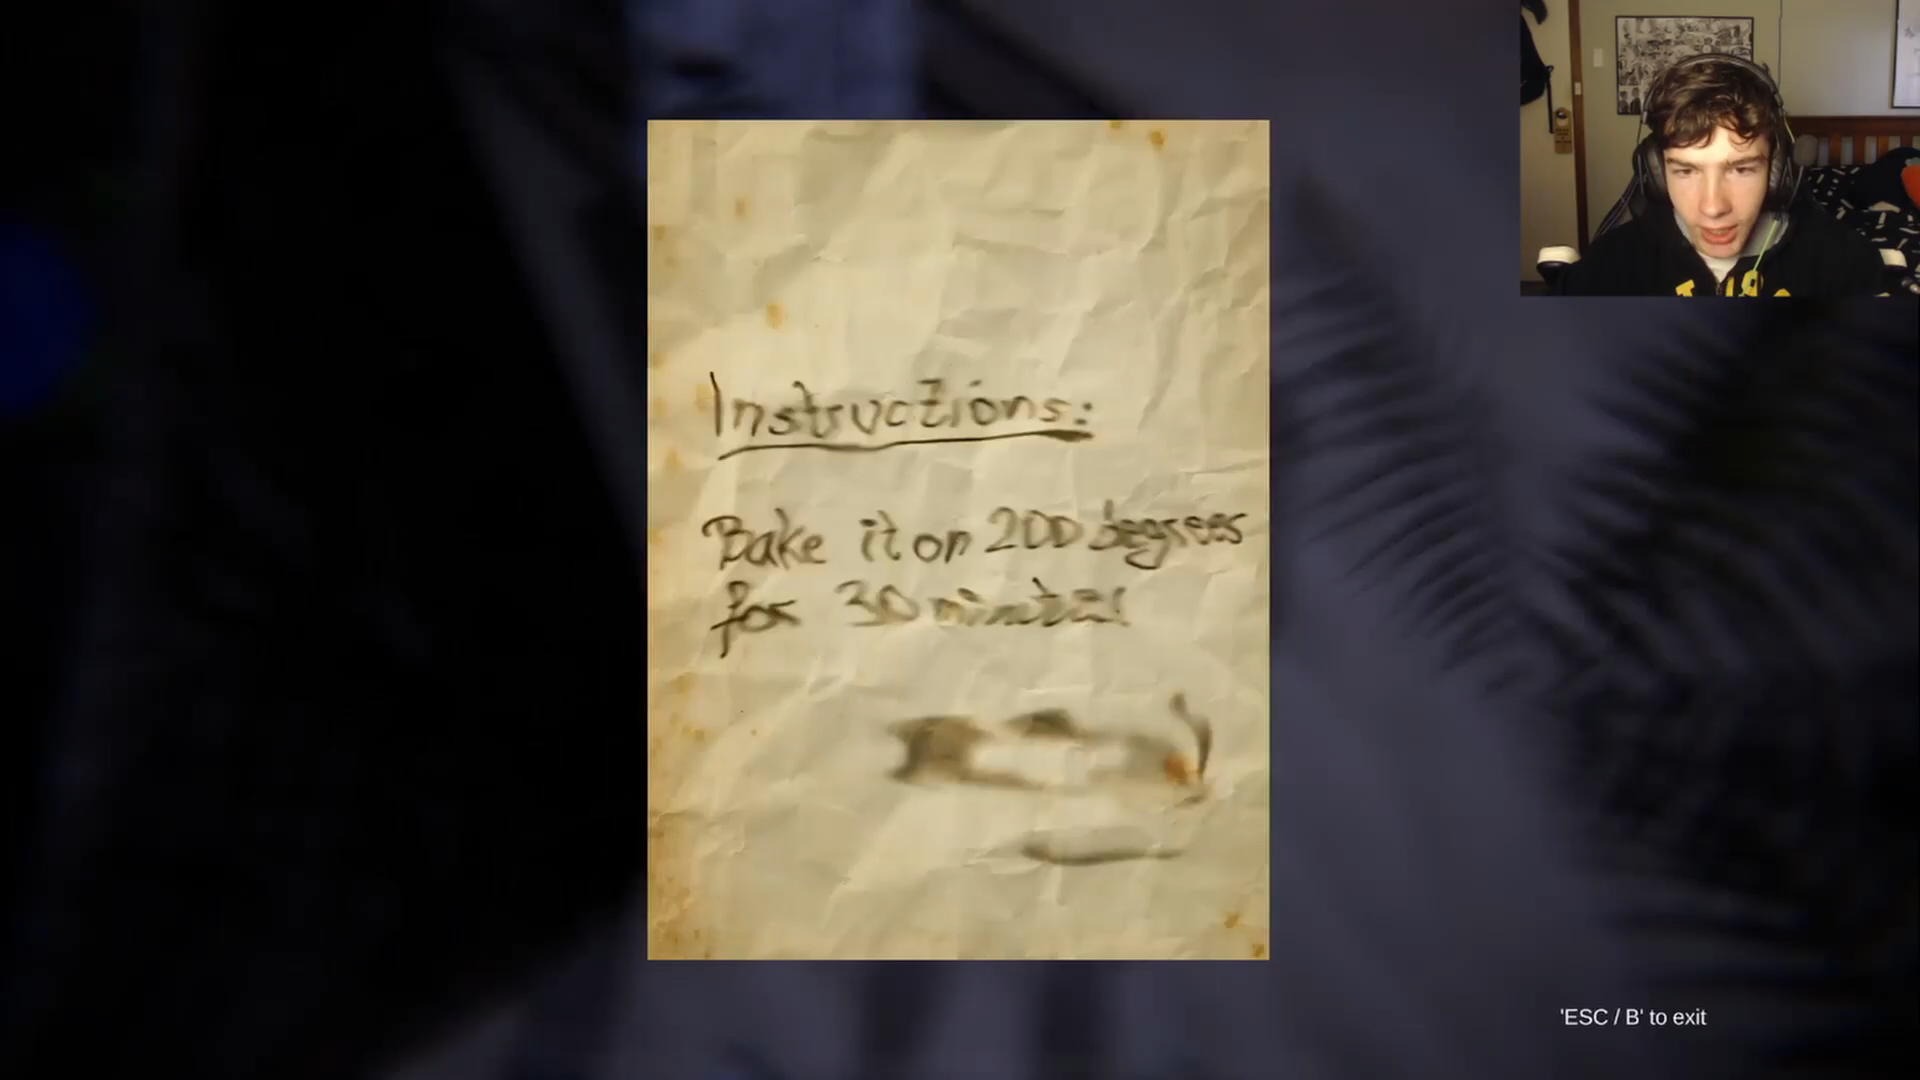 Instructions:
Bake it on 200 degrees
for 30 minutes
'ESC / B' to exit